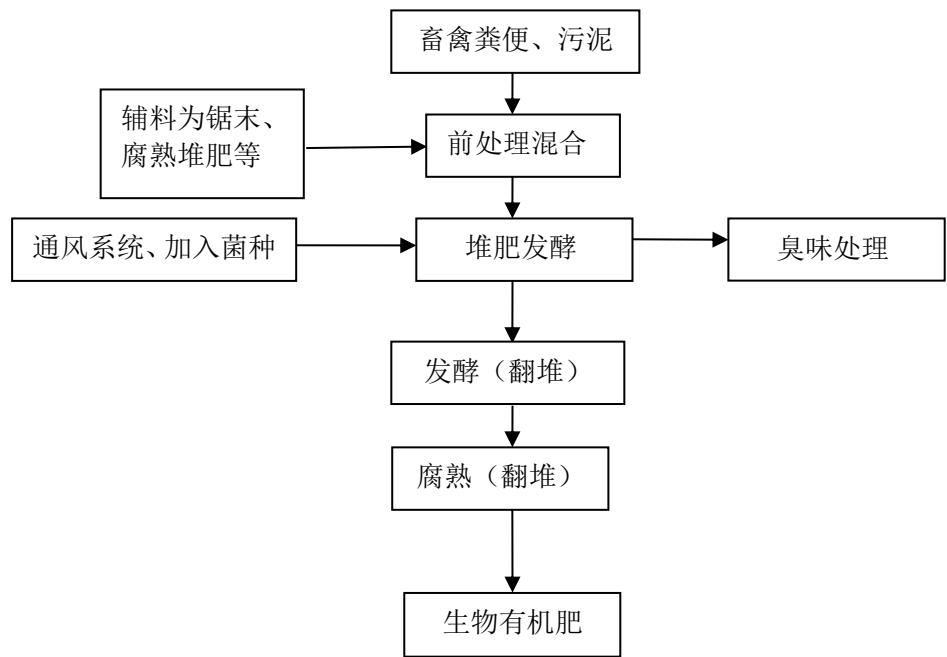 畜禽粪便、污泥
辅料为锯末、
腐熟堆肥等
前处理混合
通风系统、加入菌种
堆肥发酵
臭味处理
发酵（翻堆）
腐熟（翻堆）
生物有机肥